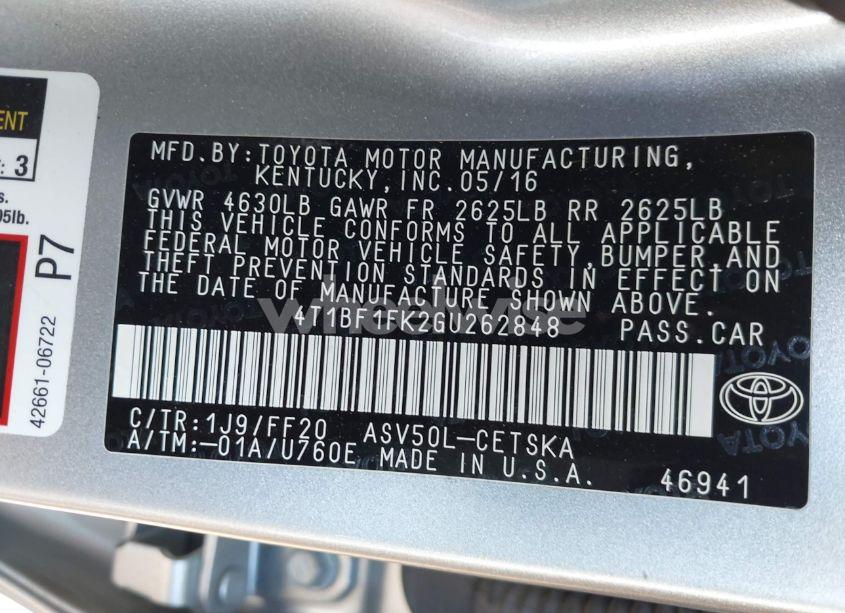 ENT
: 3
s.
95lb.
P7
42661-06722
MFD.BY:TOYOTA MOTOR MANUFACTURING,
KENTUCKY,INC.05/16
GVWR 4630LB GAWR FR 2625LB RR 2625LB
THIS VEHICLE CONFORMS TO ALL APPLICABLE
FEDERAL MOTOR VEHICLE SAFETY,BUMPER,AND
THEFT PREVENTION STANDARDS IN EFFECT ON
THE DATE OF MANUFACTURE SHOWN ABOVE.
4T1BF1FK2GU262848 PASS.CAR
wheelwise
C/TR:1J9/FF20 ASV50L-CETSKA
A/TM:-01A/U760E MADE IN U.S.A.
46941
TOYOTA